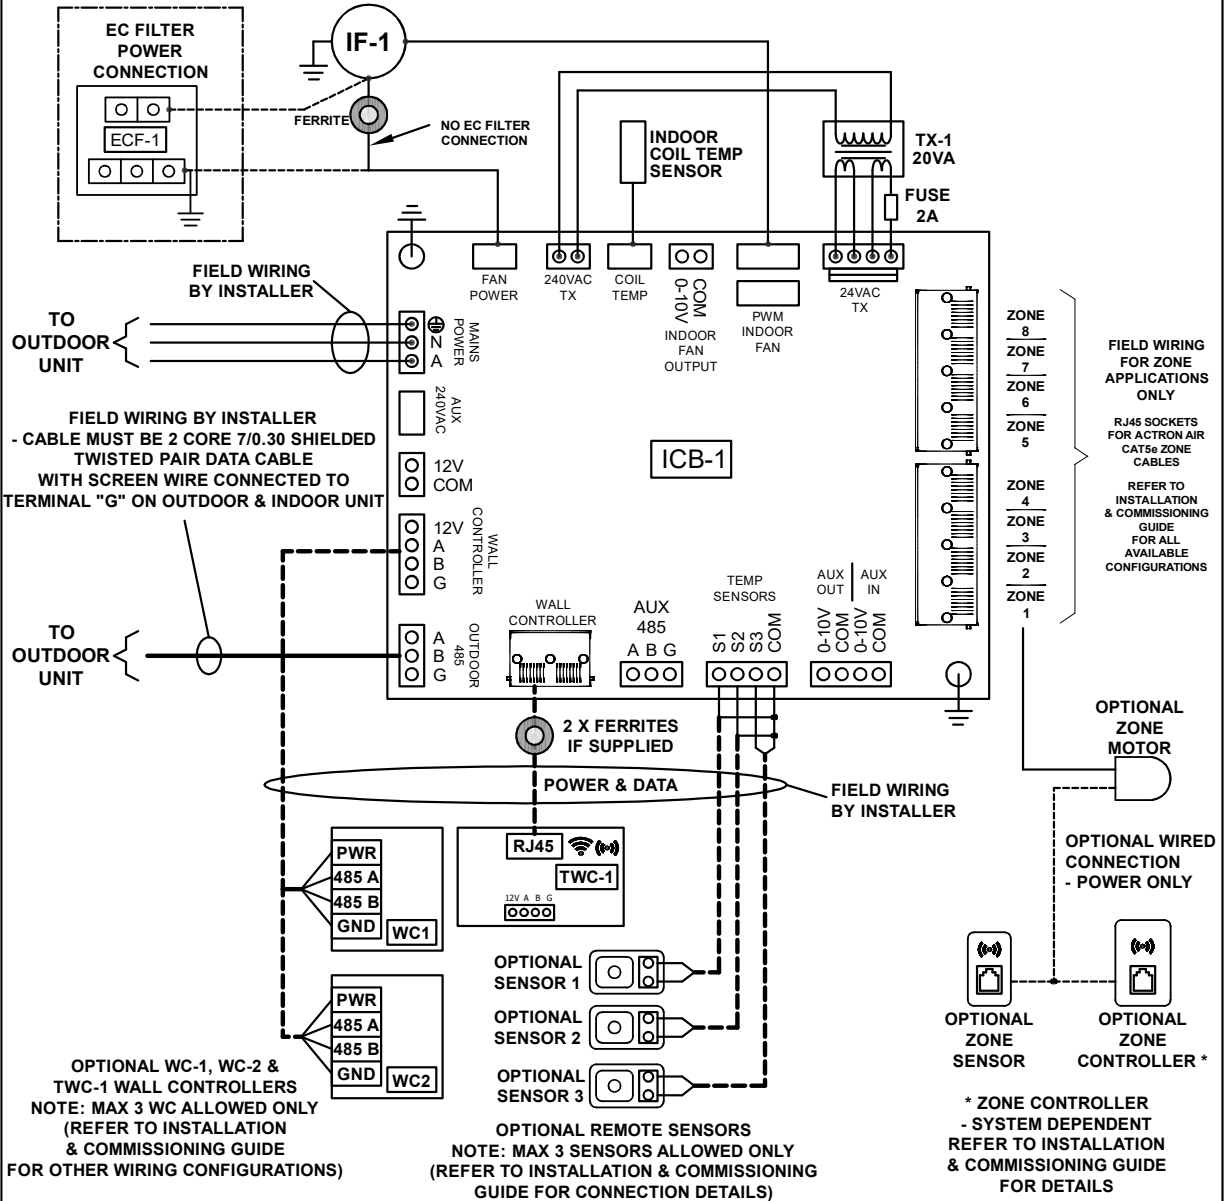 EC FILTER
POWER
CONNECTION
ECF-1
IF-1
FERRITE
NO EC FILTER
CONNECTION
INDOOR
COIL TEMP
SENSOR
TX-1
20VA
FUSE
2A
FAN
POWER
240VAC
TX
COIL
TEMP
0-10V
COM
INDOOR
FAN
OUTPUT
PWM
INDOOR
FAN
24VAC
TX
FIELD WIRING
BY INSTALLER
TO
OUTDOOR
UNIT
N
A
MAINS
POWER
AUX
240VAC
12V
COM
12V
A
B
G
WALL
CONTROLLER
A
B
G
OUTDOOR
485
FIELD WIRING BY INSTALLER
- CABLE MUST BE 2 CORE 7/0.30 SHIELDED
TWISTED PAIR DATA CABLE
WITH SCREEN WIRE CONNECTED TO
TERMINAL "G" ON OUTDOOR & INDOOR UNIT
TO
OUTDOOR
UNIT
ICB-1
WALL
CONTROLLER
AUX
485
A B G
TEMP
SENSORS
S1
S2
S3
COM
AUX
OUT
AUX
IN
0-10V
COM
0-10V
COM
ZONE
8
ZONE
7
ZONE
6
ZONE
5
ZONE
4
ZONE
3
ZONE
2
ZONE
1
FIELD WIRING
FOR ZONE
APPLICATIONS
ONLY
RJ45 SOCKETS
FOR ACTRON AIR
CAT5e ZONE
CABLES
REFER TO
INSTALLATION
& COMMISSIONING
GUIDE
FOR ALL
AVAILABLE
CONFIGURATIONS
2 X FERRITES
IF SUPPLIED
POWER & DATA
FIELD WIRING
BY INSTALLER
OPTIONAL
ZONE
MOTOR
OPTIONAL WIRED
CONNECTION
- POWER ONLY
PWR
485 A
485 B
GND
WC1
RJ45
TWC-1
12V A B G
PWR
485 A
485 B
GND
WC2
OPTIONAL
SENSOR 1
OPTIONAL
SENSOR 2
OPTIONAL
SENSOR 3
OPTIONAL
ZONE
SENSOR
OPTIONAL
ZONE
CONTROLLER *
OPTIONAL WC-1, WC-2 &
TWC-1 WALL CONTROLLERS
NOTE: MAX 3 WC ALLOWED ONLY
(REFER TO INSTALLATION
& COMMISSIONING GUIDE
FOR OTHER WIRING CONFIGURATIONS)
OPTIONAL REMOTE SENSORS
NOTE: MAX 3 SENSORS ALLOWED ONLY
(REFER TO INSTALLATION & COMMISSIONING
GUIDE FOR CONNECTION DETAILS)
* ZONE CONTROLLER
- SYSTEM DEPENDENT
REFER TO INSTALLATION
& COMMISSIONING GUIDE
FOR DETAILS